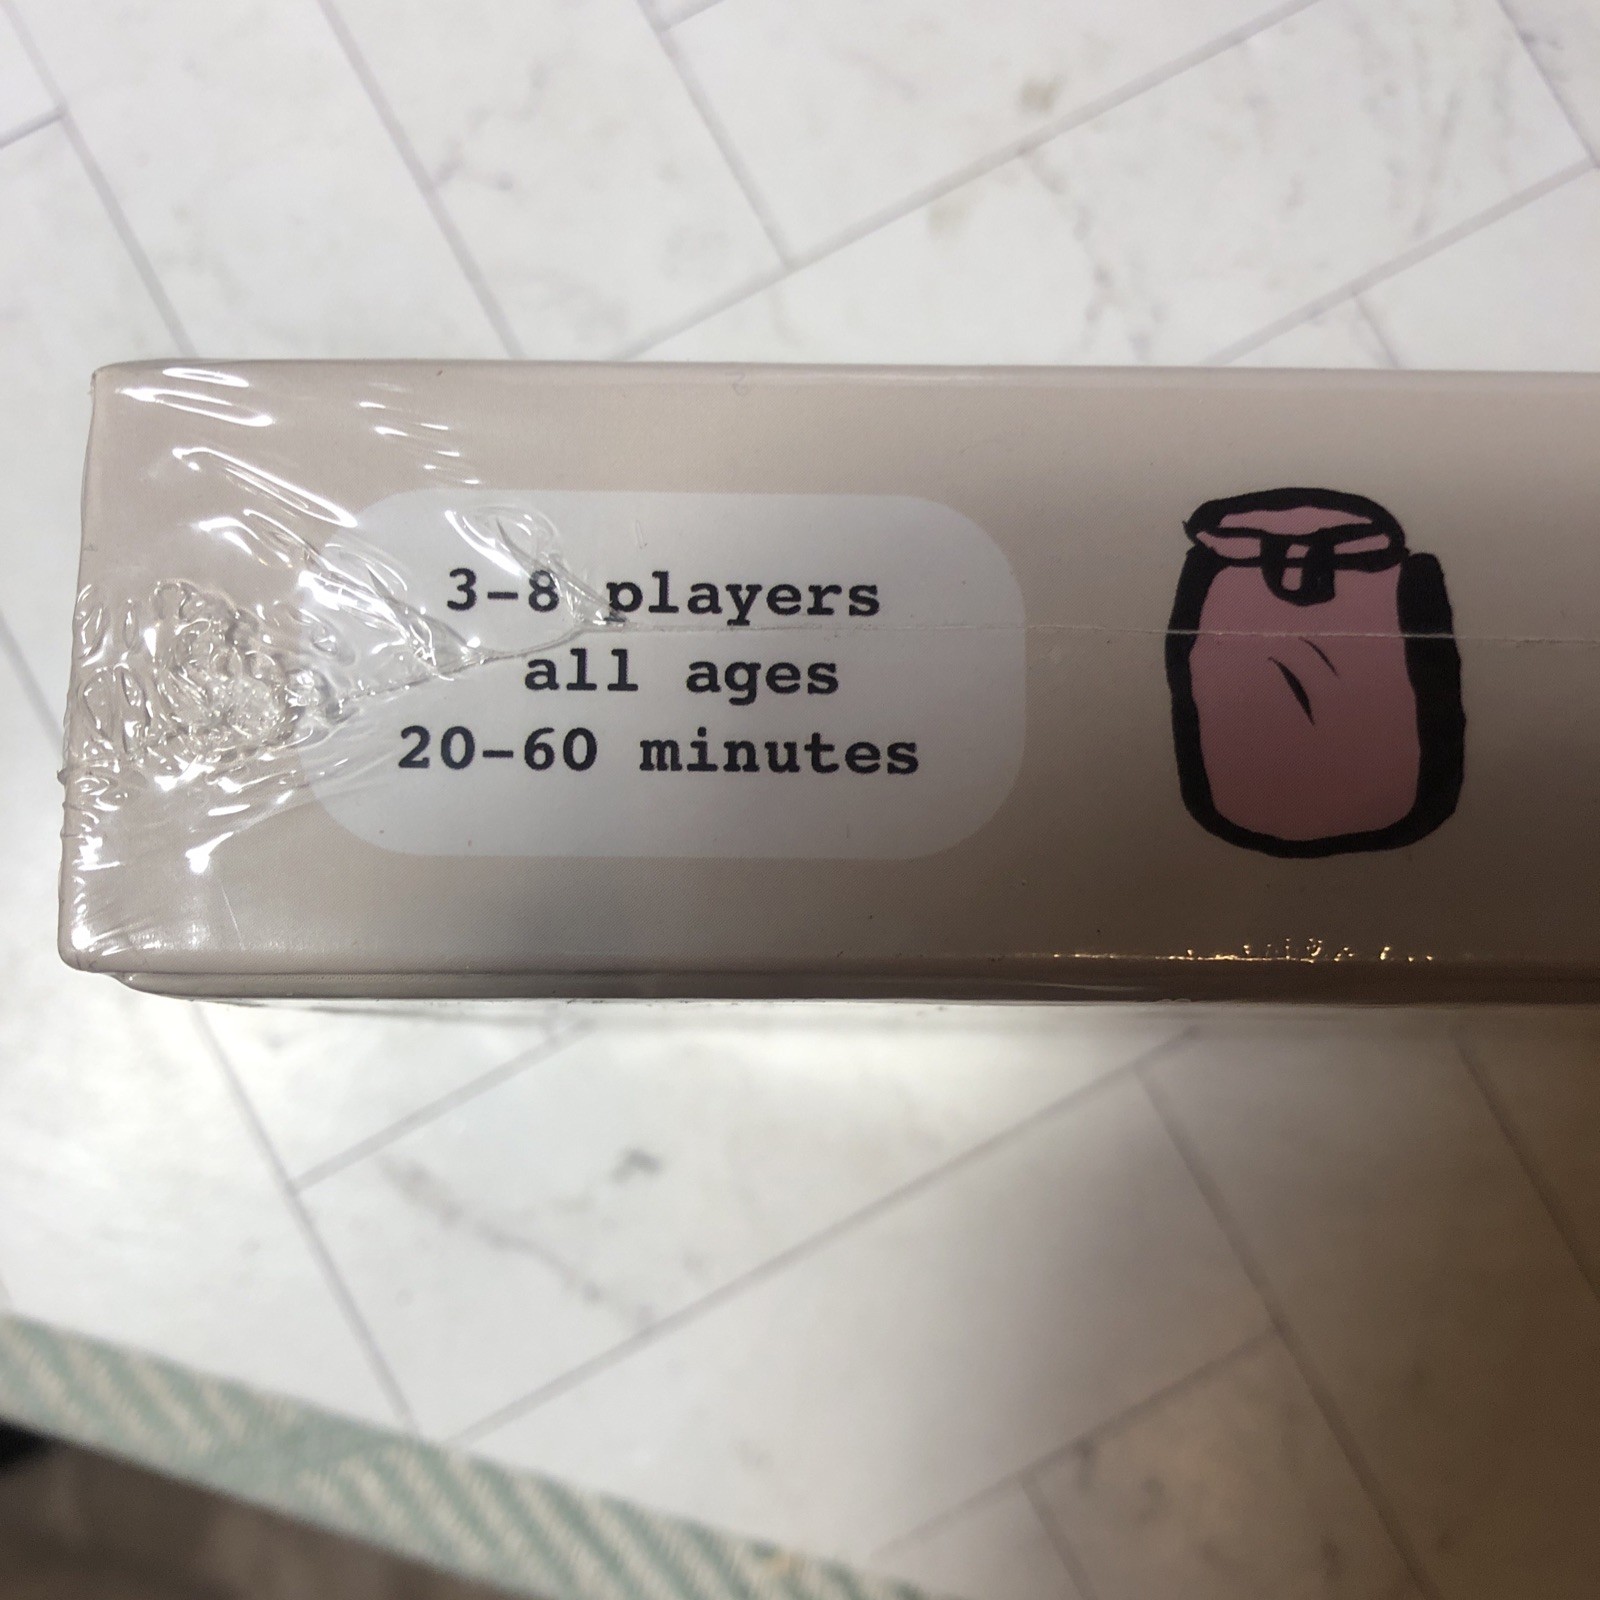 3-8 players
all ages
20-60 minutes